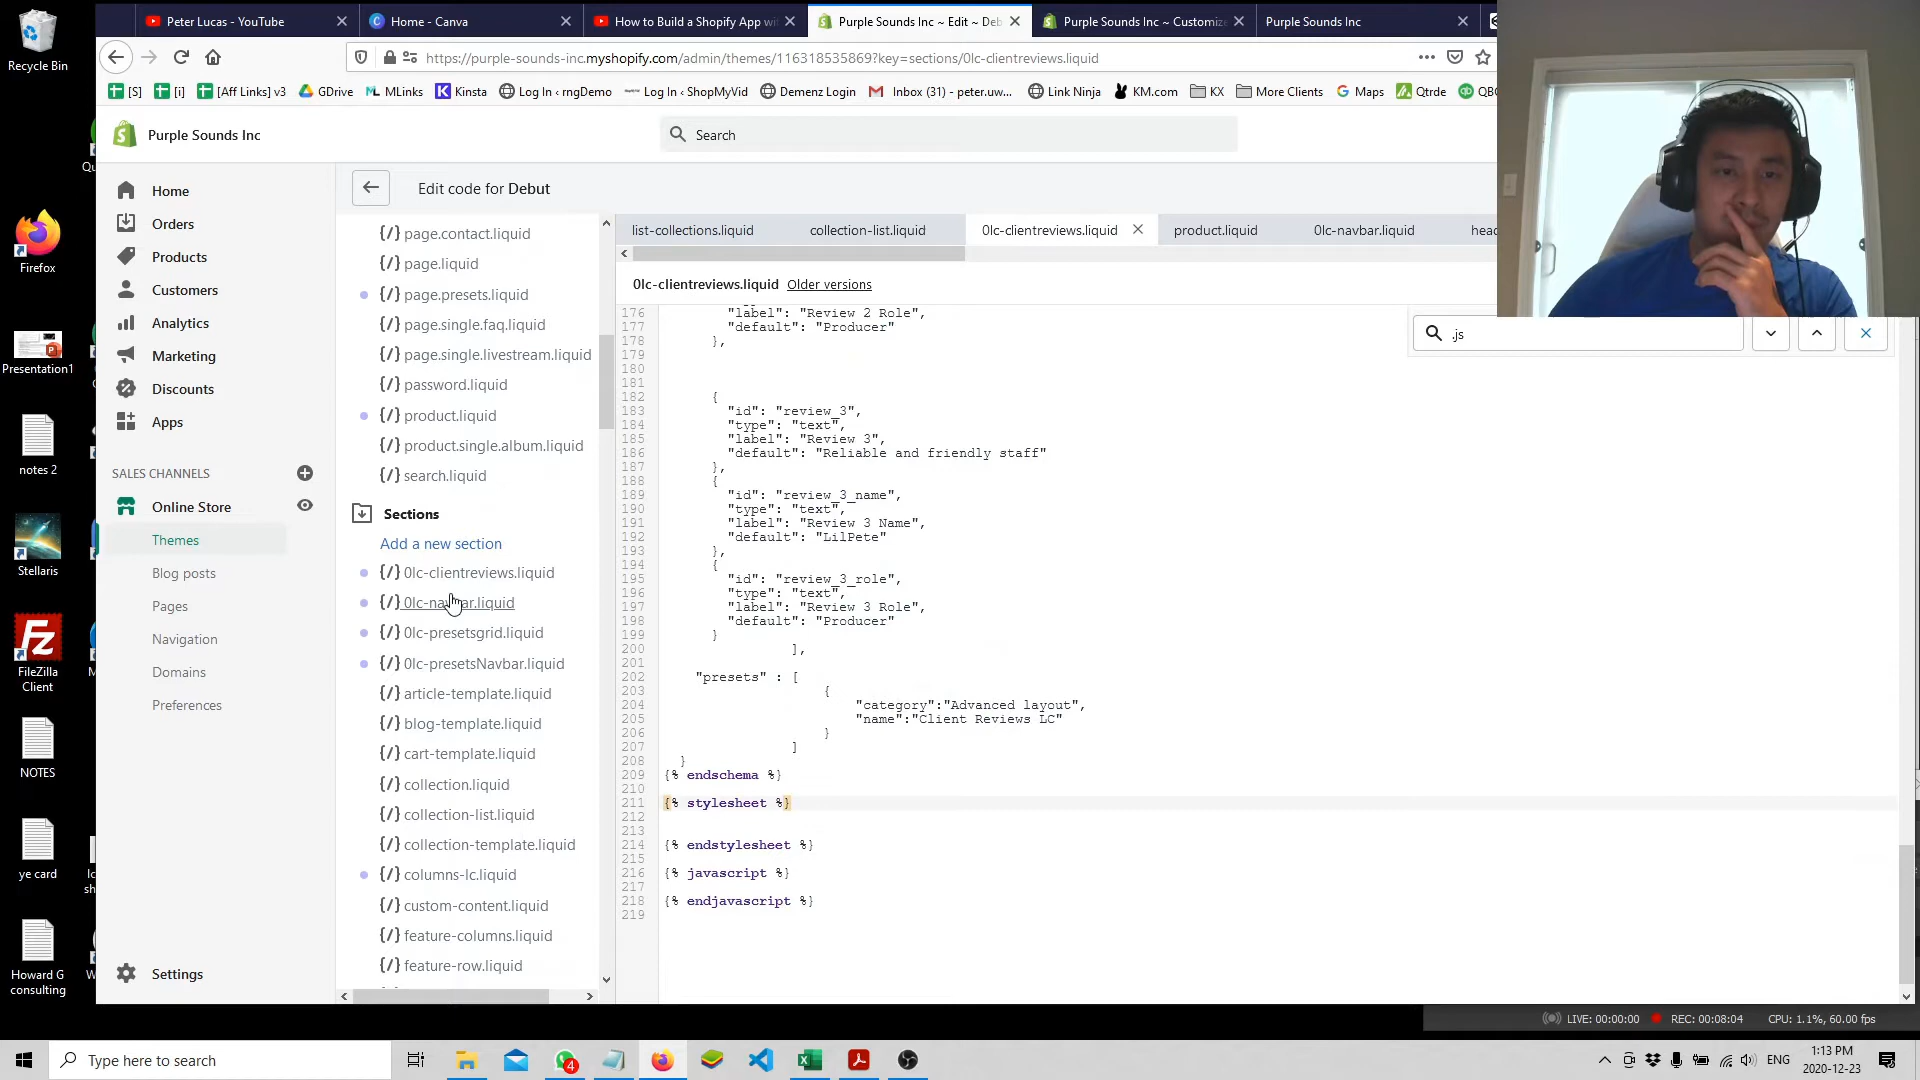 Recycle Bin
Firefox
Presentation1
notes 2
Stellaris
FileZilla
Client
NOTES
ye card
Howard G
consulting
Peter Lucas - YouTube
Home - Canva
How to Build a Shopify App wi
Purple Sounds Inc ~ Edit ~ Deb
Purple Sounds Inc ~ Customize
Purple Sounds Inc
https://purple-sounds-inc.myshopify.com/admin/themes/116318535869?key=sections/0lc-clientreviews.liquid
[S]
[i]
[Aff Links] v3
GDrive
MLinks
Kinsta
Log In ‹ rngDemo
Log In ‹ ShopMyVid
Demenz Login
Inbox (31) - peter.uw...
Link Ninja
KM.com
KX
More Clients
Maps
Qtrde
Purple Sounds Inc
Search
Home
Orders
Products
Customers
Analytics
Marketing
Discounts
Apps
SALES CHANNELS
Online Store
Themes
Blog posts
Pages
Navigation
Domains
Preferences
Settings
Edit code for Debut
{/} page.contact.liquid
{/} page.liquid
{/} page.presets.liquid
{/} page.single.faq.liquid
{/} page.single.livestream.liquid
{/} password.liquid
{/} product.liquid
{/} product.single.album.liquid
{/} search.liquid
Sections
Add a new section
{/} 0lc-clientreviews.liquid
{/} 0lc-navbar.liquid
{/} 0lc-presetsgrid.liquid
{/} 0lc-presetsNavbar.liquid
{/} article-template.liquid
{/} blog-template.liquid
{/} cart-template.liquid
{/} collection.liquid
{/} collection-list.liquid
{/} collection-template.liquid
{/} columns-lc.liquid
{/} custom-content.liquid
{/} feature-columns.liquid
{/} feature-row.liquid
list-collections.liquid
collection-list.liquid
0lc-clientreviews.liquid
product.liquid
0lc-navbar.liquid
head
0lc-clientreviews.liquid Older versions
.js
176 "label": "Review 2 Role",
177 "default": "Producer"
178 },
179
180
181
182 {
183 "id": "review_3",
184 "type": "text",
185 "label": "Review 3",
186 "default": "Reliable and friendly staff"
187 },
188 {
189 "id": "review_3_name",
190 "type": "text",
191 "label": "Review 3 Name",
192 "default": "LilPete"
193 },
194 {
195 "id": "review_3_role",
196 "type": "text",
197 "label": "Review 3 Role",
198 "default": "Producer"
199 }
200 ],
201
202 "presets" : [
203 {
204 "category":"Advanced layout",
205 "name":"Client Reviews LC"
206 }
207 ]
208 }
209 {% endschema %}
210
211 {% stylesheet %}
212
213
214 {% endstylesheet %}
215
216 {% javascript %}
217
218 {% endjavascript %}
219
LIVE: 00:00:00
REC: 00:08:04
CPU: 1.1%, 60.00 fps
Type here to search
4
ENG
1:13 PM
2020-12-23